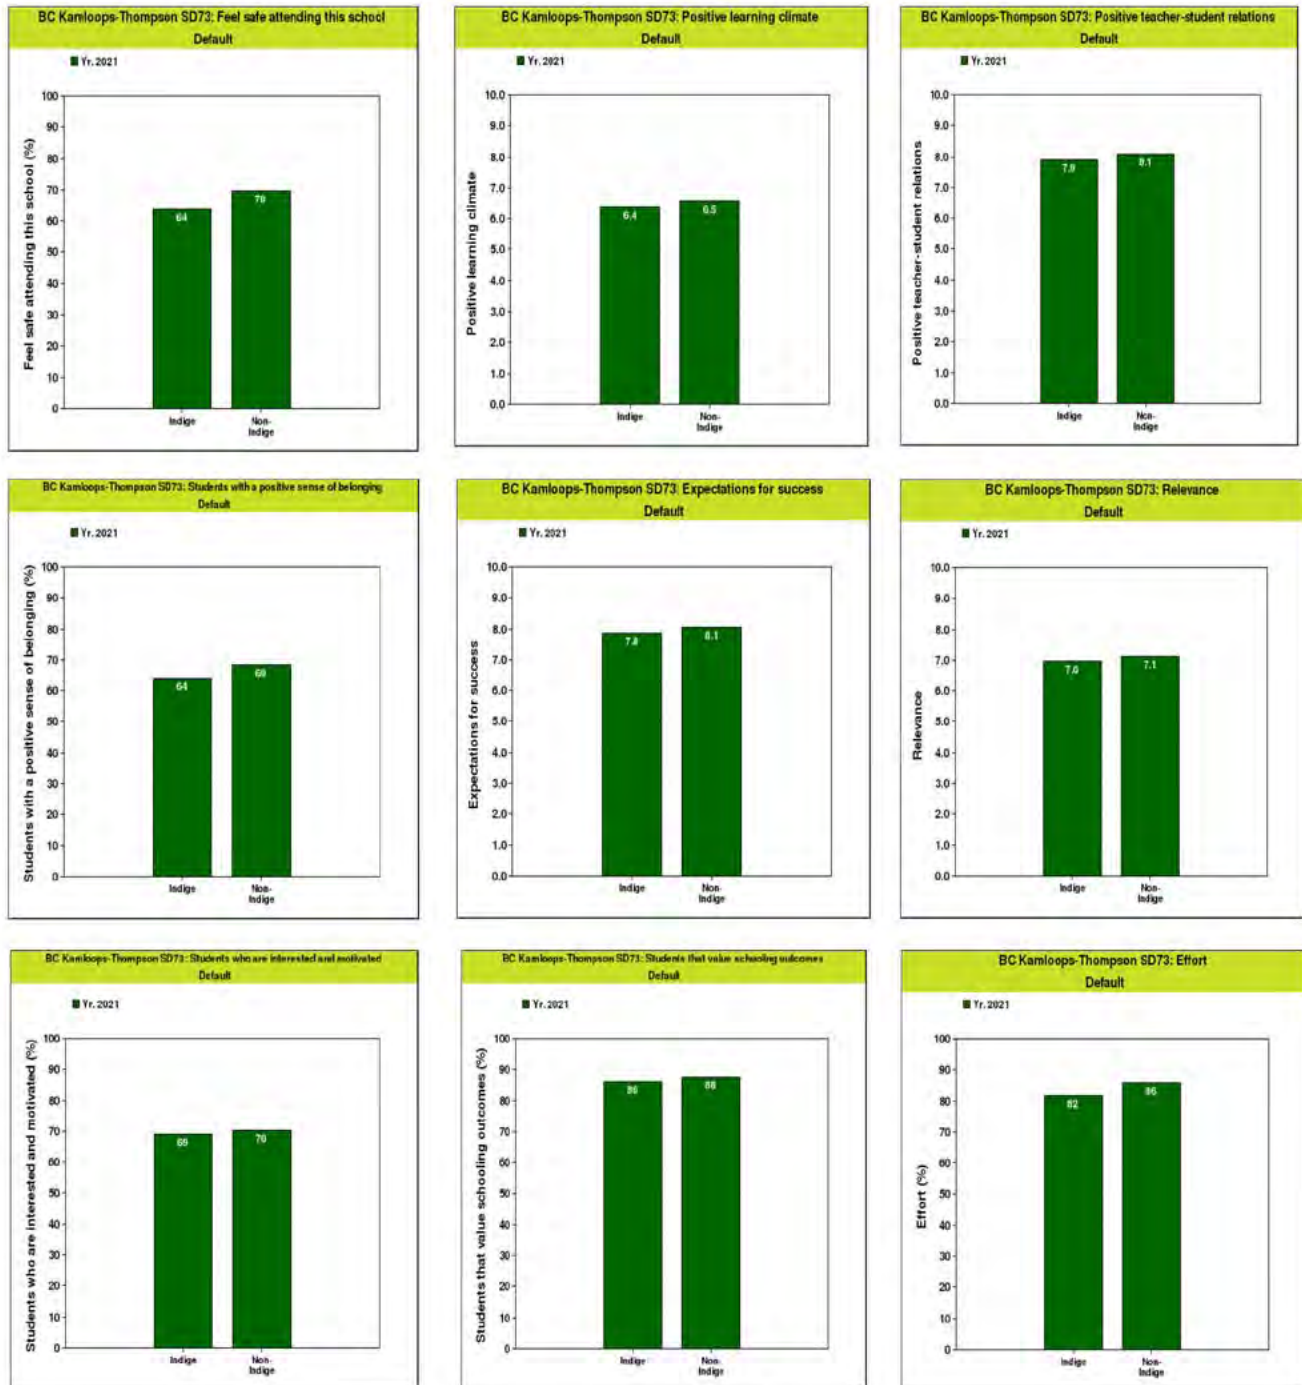 BC Kamloops-Thompson SD73: Feel safe attending this school
Default
Yr. 2021
Feel safe attending this school (%)
100
90
80
70
60
50
40
30
20
10
0
64
70
Indige
Non-
Indige
BC Kamloops-Thompson SD73: Positive learning climate
Default
Yr. 2021
Positive learning climate
10.0
9.0
8.0
7.0
6.0
5.0
4.0
3.0
2.0
1.0
0.0
6.4
6.5
Indige
Non-
Indige
BC Kamloops-Thompson SD73: Positive teacher-student relations
Default
Yr. 2021
Positive teacher-student relations
10.0
9.0
8.0
7.0
6.0
5.0
4.0
3.0
2.0
1.0
0.0
7.9
8.1
Indige
Non-
Indige
BC Kamloops-Thompson SD73: Students with a positive sense of belonging
Default
Yr. 2021
Students with a positive sense of belonging (%)
100
90
80
70
60
50
40
30
20
10
0
64
69
Indige
Non-
Indige
BC Kamloops-Thompson SD73: Expectations for success
Default
Yr. 2021
Expectations for success
10.0
9.0
8.0
7.0
6.0
5.0
4.0
3.0
2.0
1.0
0.0
8.1
Indige
Non-
Indige
BC Kamloops-Thompson SD73: Relevance
Default
Yr. 2021
Relevance
10.0
9.0
8.0
7.0
6.0
5.0
4.0
3.0
2.0
1.0
0.0
7.0
7.1
Indige
Non-
Indige
BC Kamloops-Thompson SD73: Students who are interested and motivated
Default
Yr. 2021
Students who are interested and motivated (%)
100
90
80
70
60
50
40
30
20
10
0
69
70
Indige
Non-
Indige
BC Kamloops-Thompson SD73: Students that value schooling outcomes
Default
Yr. 2021
Students that value schooling outcomes (%)
100
90
80
70
60
50
40
30
20
10
0
86
88
Indige
Non-
Indige
BC Kamloops-Thompson SD73: Effort
Default
Yr. 2021
Effort (%)
100
90
80
70
60
50
40
30
20
10
0
82
86
Indige
Non-
Indige